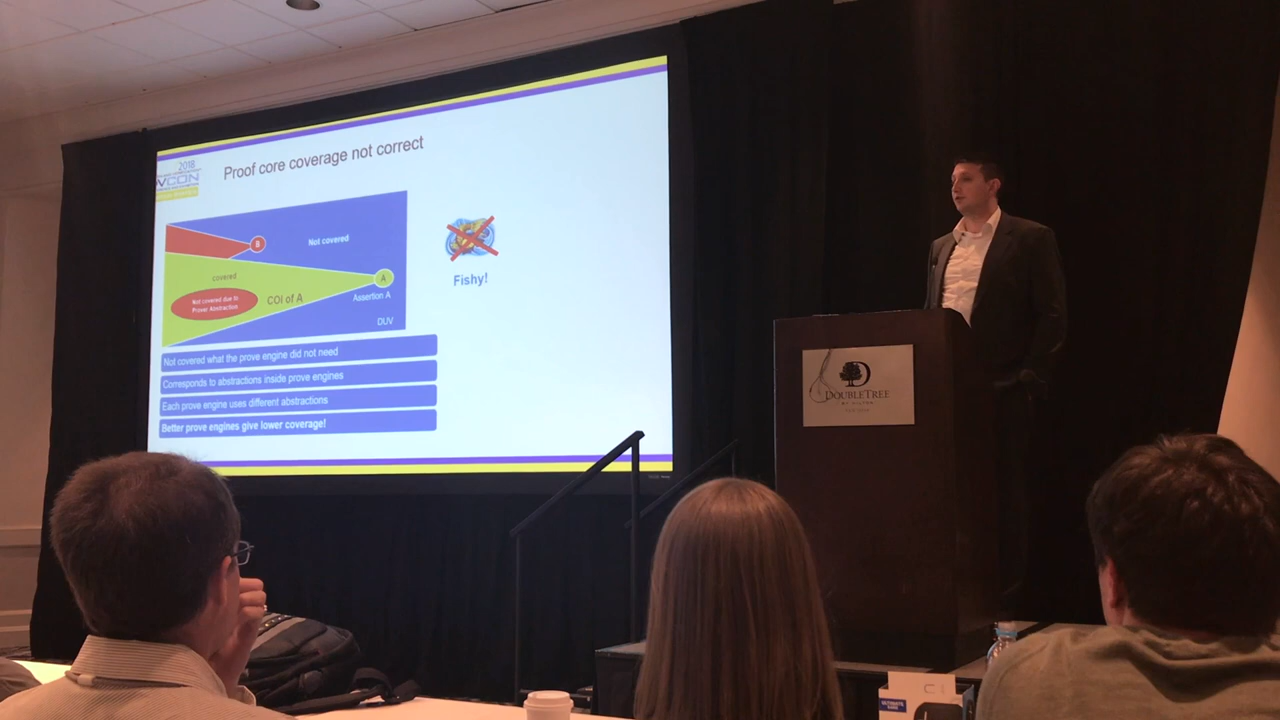 2018
Proof core coverage not correct
B
Not covered
covered
A
Not covered due to
Prover Abstraction
COI of A
Assertion A
DUV
Fishy!
Not covered what the prove engine did not need
Corresponds to abstractions inside prove engines
Each prove engine uses different abstractions
Better prove engines give lower coverage!
D
DOUBLETREE
BY HILTON